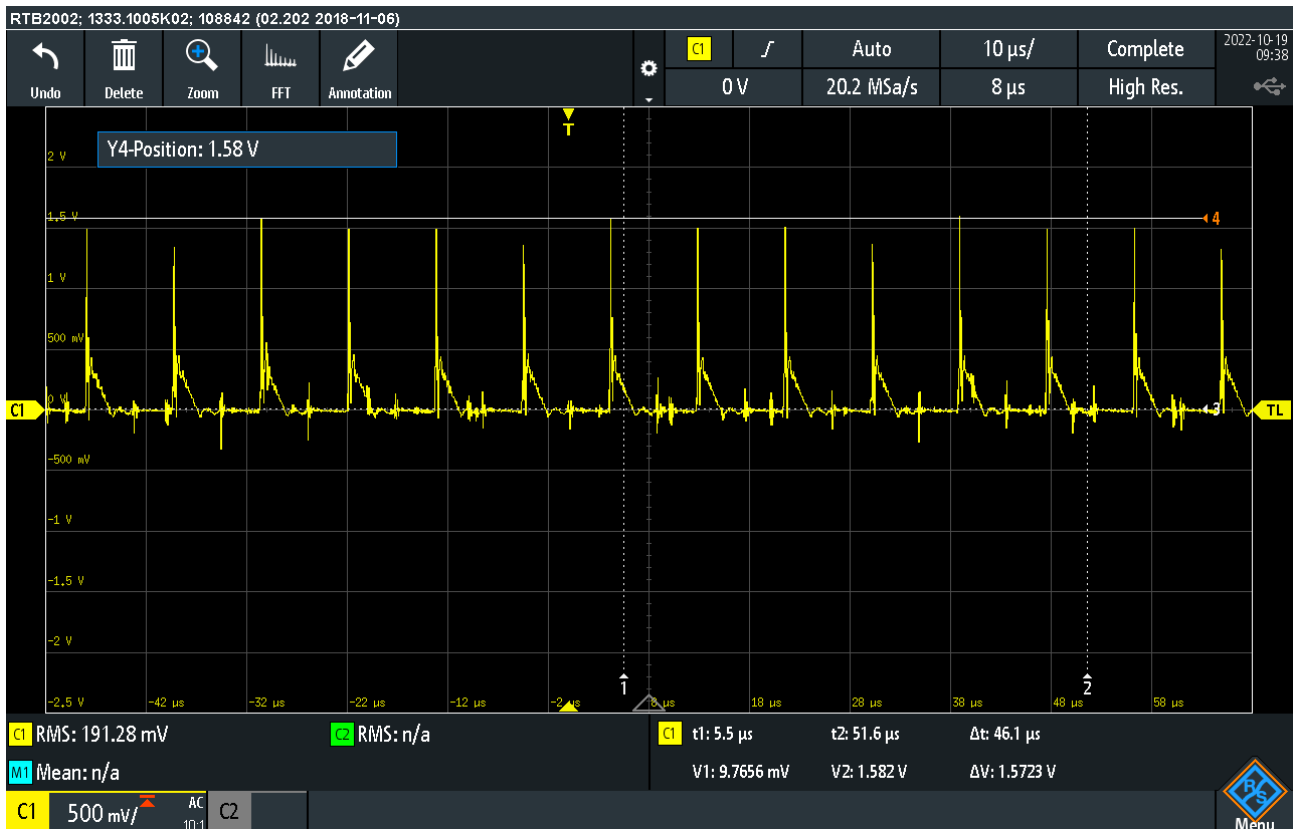 RTB2002; 1333.1005K02; 108842 (02.202 2018-11-06)
Undo Delete Zoom FFT Annotation
C1 Auto 10 µs/ Complete
0 V 20.2 MSa/s 8 µs High Res.
2022-10-19
09:38
T
Y4-Position: 1.58 V
2 V
1.5 V
4
1 V
500 mV
0 V
C1
3
TL
-500 mV
-1 V
-1.5 V
-2 V
1
2
-2.5 V -42 µs -32 µs -22 µs -12 µs -2 µs 8 µs 18 µs 28 µs 38 µs 48 µs 58 µs
C1 RMS: 191.28 mV C2 RMS: n/a C1 t1: 5.5 µs t2: 51.6 µs Δt: 46.1 µs
M1 Mean: n/a V1: 9.7656 mV V2: 1.582 V ΔV: 1.5723 V
C1 500 mV/ AC 10:1 C2
R&S
Menu